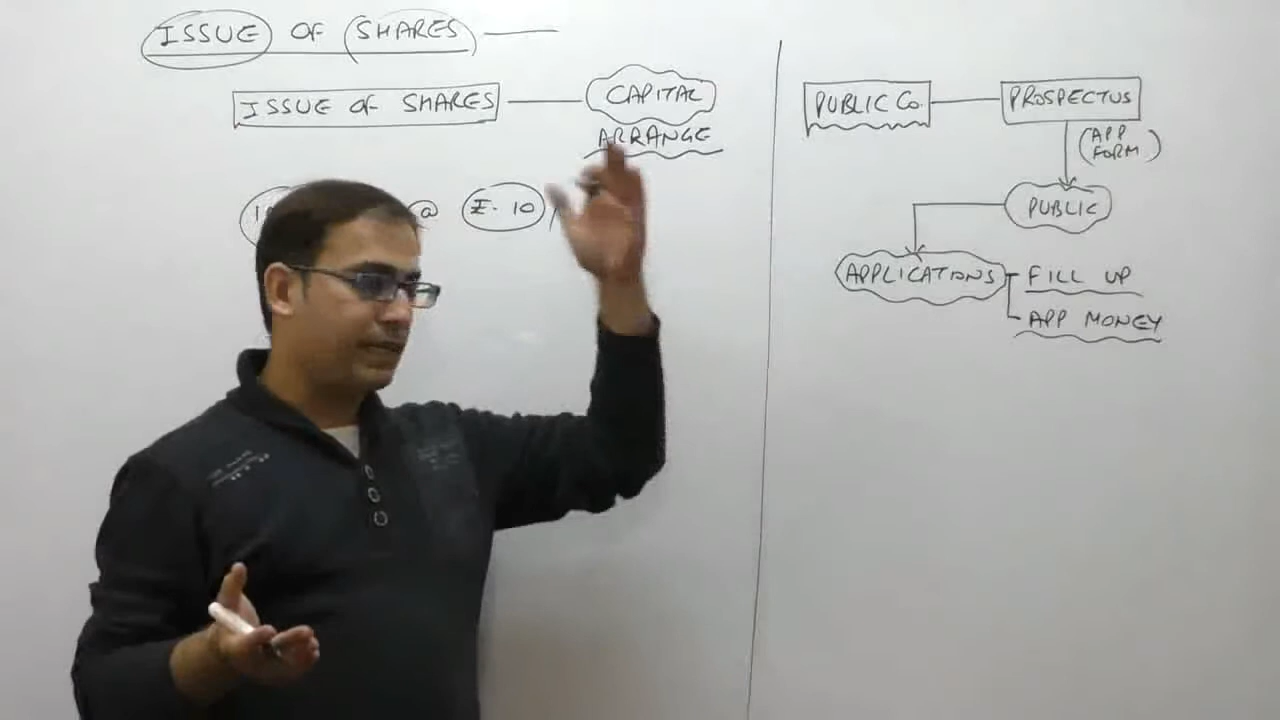 ISSUE OF SHARES
ISSUE OF SHARES
CAPITAL
ARRANGE
@ I. 10/
PUBLIC Co.
PROSPECTUS
(APP FORM)
PUBLIC
APPLICATIONS
FILL UP
APP MONEY